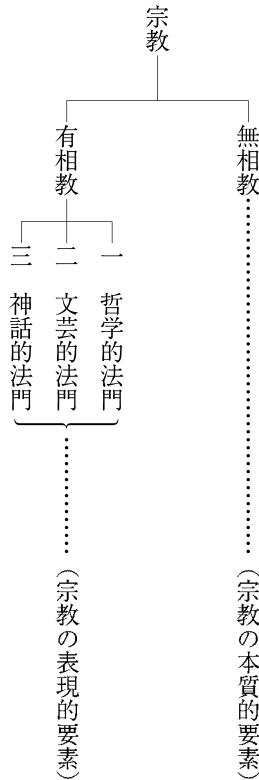 宗教
無相教…………(宗教の本質的要素)
有相教
一 哲学的法門
二 文芸的法門
三 神話的法門
…………(宗教の表現的要素)